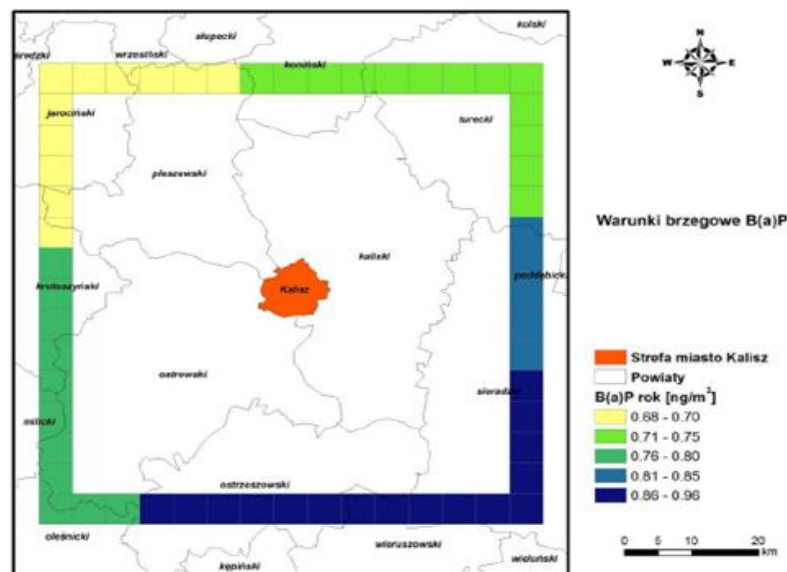 słupecki
kolski
wrzesiński
średzki
koniński
N
W
E
S
jarociński
turecki
pleszewski
Warunki brzegowe B(a)P
kaliski
poddębicki
krotoszyński
Kalisz
Strefa miasto Kalisz
Powiaty
ostrowski
sieradzki
B(a)P rok [ng/m³]
0.68 - 0.70
milicki
0.71 - 0.75
0.76 - 0.80
0.81 - 0.85
ostrzeszowski
0.86 - 0.96
oleśnicki
wieruszowski
wieluński
kępiński
0
5
10
20
km